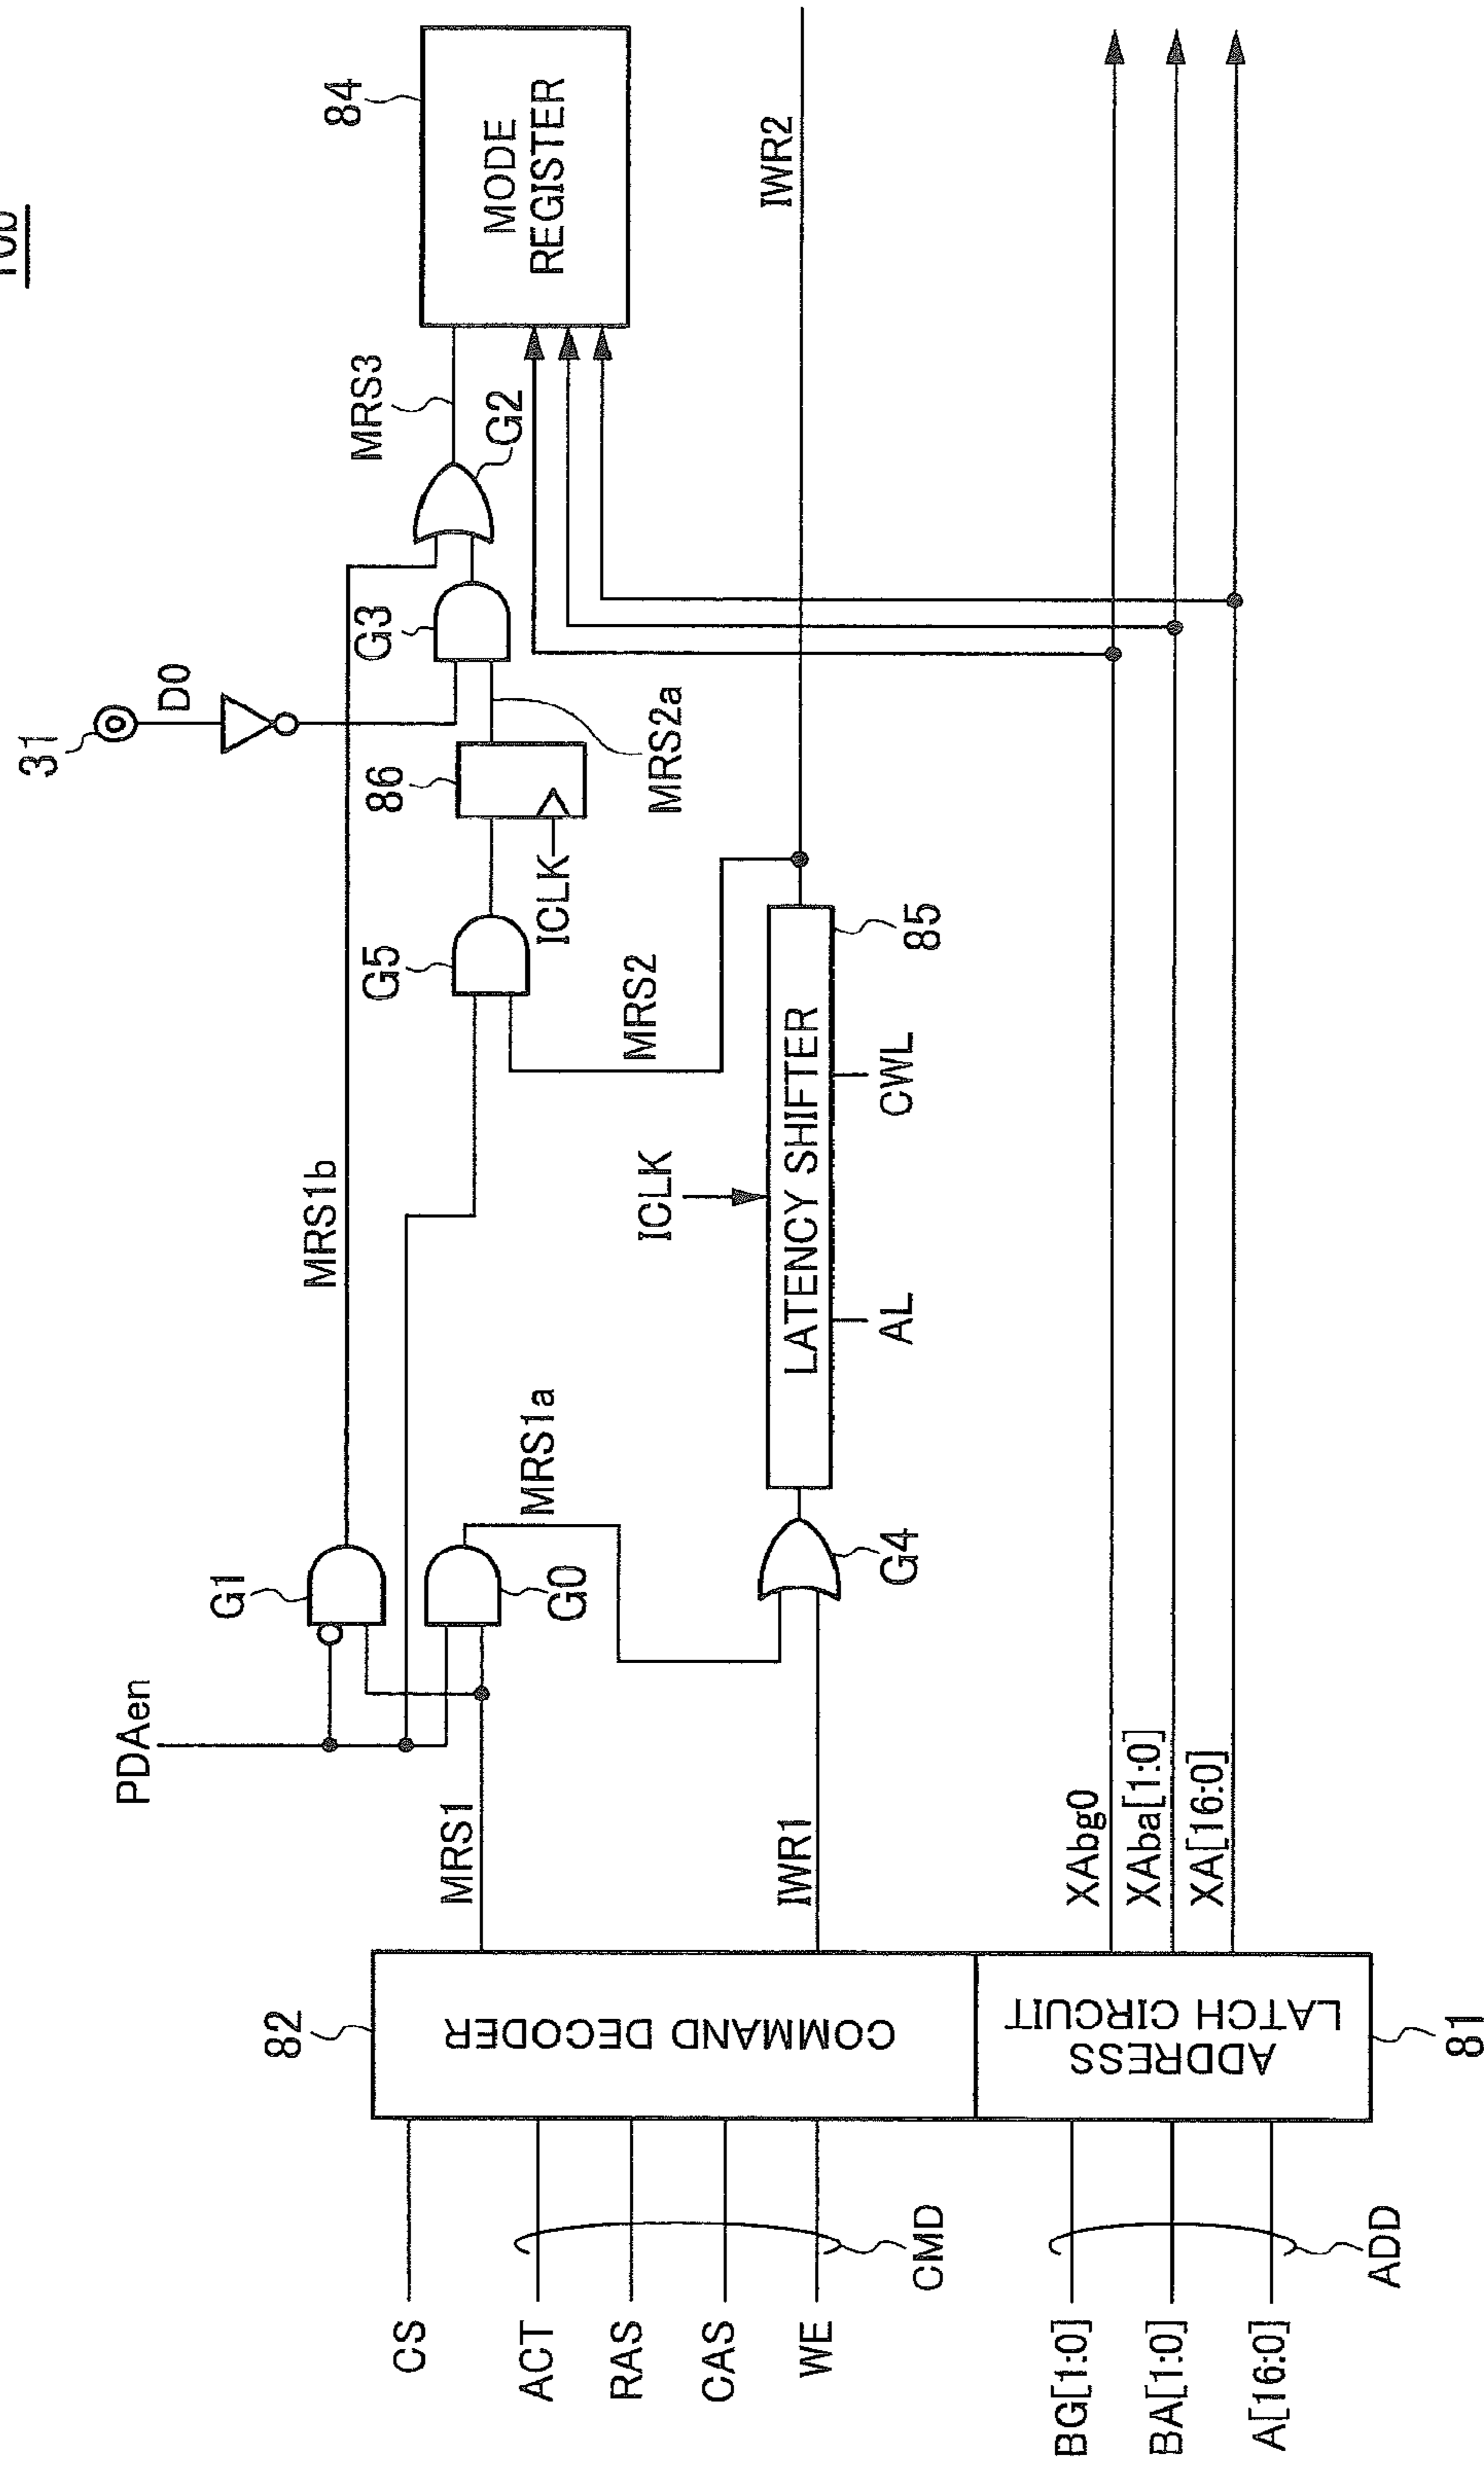 10b
31
D0
84
MODE
REGISTER
MRS3
G2
G3
86
MRS2a
ICLK
G5
MRS2
IWR2
85
LATENCY SHIFTER
ICLK
AL
CWL
MRS1b
G1
G0
MRS1a
G4
PDAen
MRS1
IWR1
XAbg0
XAba[1:0]
XA[16:0]
82
COMMAND DECODER
ADDRESS
LATCH CIRCUIT
81
CS
ACT
RAS
CAS
WE
CMD
BG[1:0]
BA[1:0]
A[16:0]
ADD